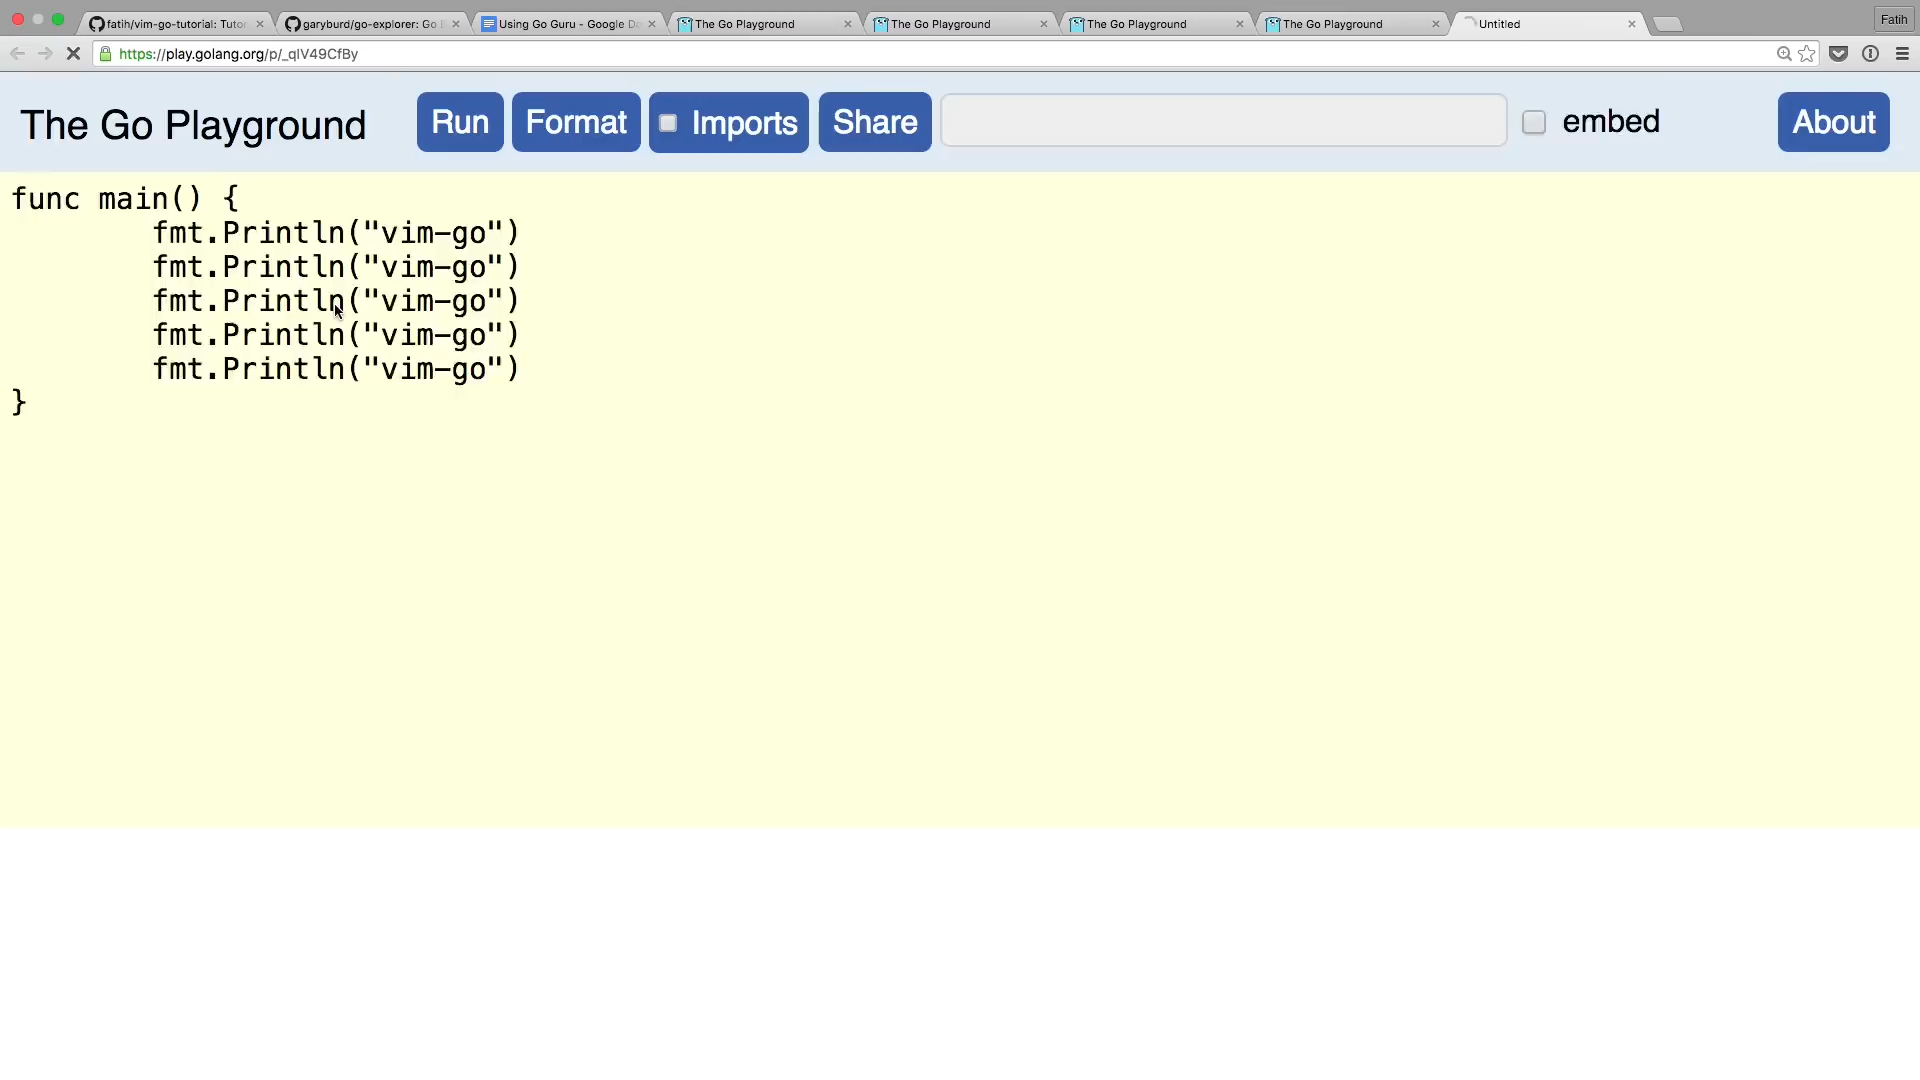 fatih/vim-go-tutorial: Tutor
garyburd/go-explorer: Go
Using Go Guru - Google D
The Go Playground
The Go Playground
The Go Playground
The Go Playground
Untitled
Fatih
https://play.golang.org/p/_qlV49CfBy
The Go Playground
Run
Format
Imports
Share
embed
About
func main() {
        fmt.Println("vim-go")
        fmt.Println("vim-go")
        fmt.Println("vim-go")
        fmt.Println("vim-go")
        fmt.Println("vim-go")
}